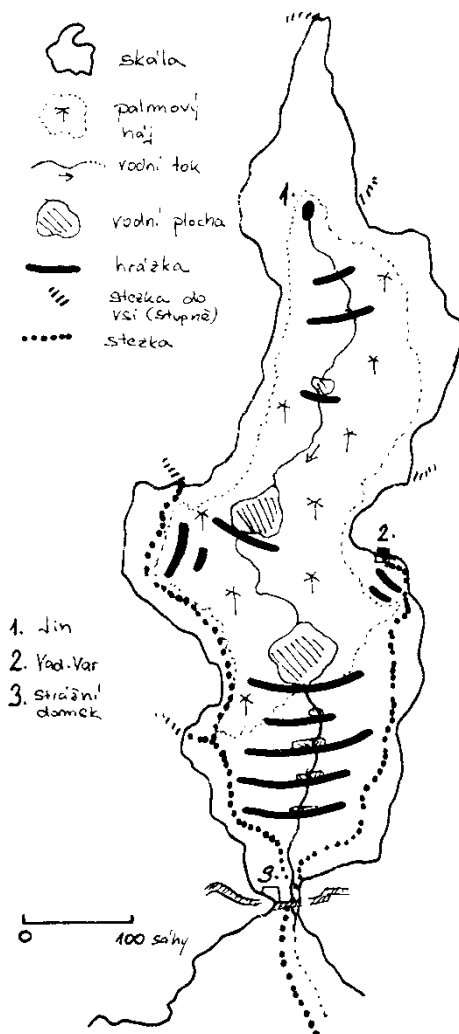 skála
palmový
háj
vodní tok
vodní plocha
hrázka
stezka do
vsi (stupně)
stezka
1.
2.
1. Jin
2. Vad-Var
3. strážní
domek
3.
0 100 sáhy